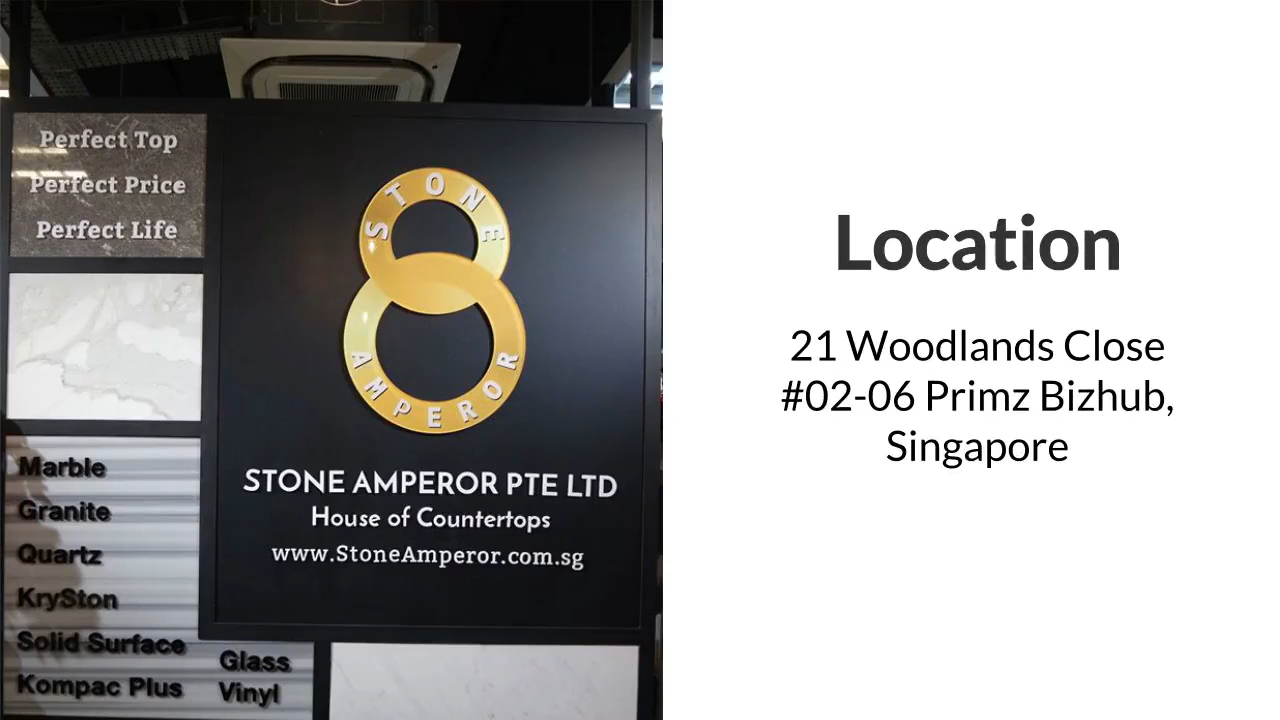 Perfect Top
Perfect Price
Perfect Life
STONE
AMPEROR
STONE AMPEROR PTE LTD
House of Countertops
www.StoneAmperor.com.sg
Marble
Granite
Quartz
KrySton
Solid Surface
Kompac Plus
Glass
Vinyl
Location
21 Woodlands Close
#02-06 Primz Bizhub,
Singapore